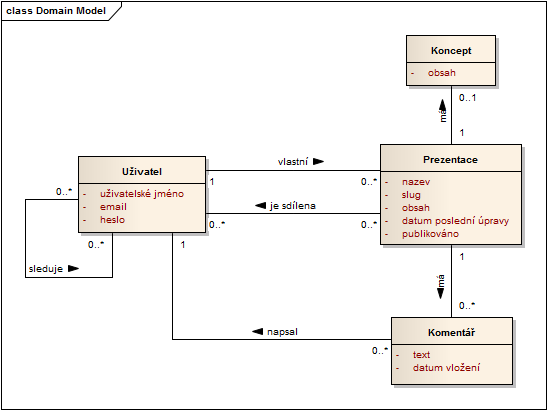 class Domain Model
Koncept
- obsah
0..1
má
1
Uživatel
- uživatelské jméno
- email
- heslo
vlastní
1
0..*
je sdílena
0..*
0..*
Prezentace
- nazev
- slug
- obsah
- datum poslední úpravy
- publikováno
0..*
0..*
sleduje
1
1
má
0..*
napsal
0..*
Komentář
- text
- datum vložení